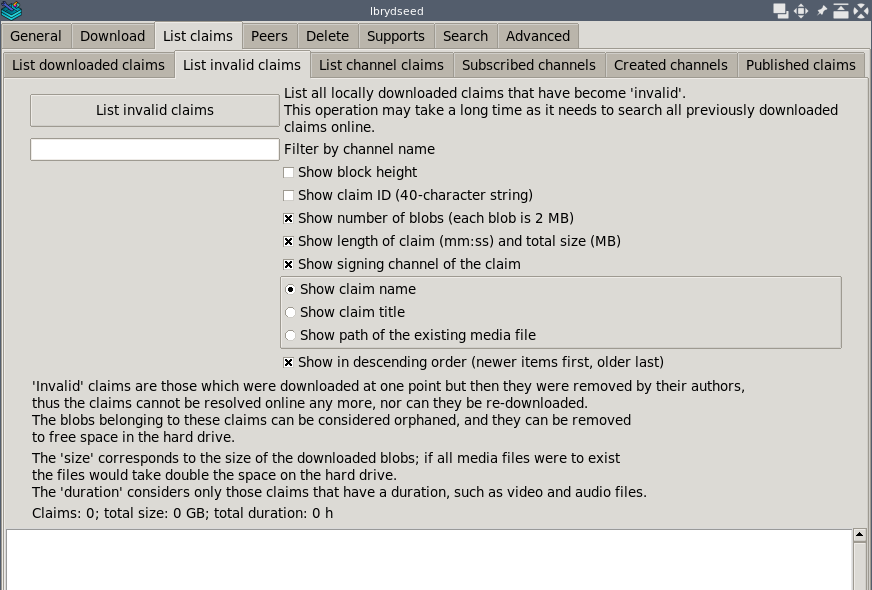 lbrydseed
General Download List claims Peers Delete Supports Search Advanced
List downloaded claims List invalid claims List channel claims Subscribed channels Created channels Published claims
List invalid claims
List all locally downloaded claims that have become 'invalid'.
This operation may take a long time as it needs to search all previously downloaded
claims online.
Filter by channel name
Show block height
Show claim ID (40-character string)
Show number of blobs (each blob is 2 MB)
Show length of claim (mm:ss) and total size (MB)
Show signing channel of the claim
Show claim name
Show claim title
Show path of the existing media file
Show in descending order (newer items first, older last)
'Invalid' claims are those which were downloaded at one point but then they were removed by their authors,
thus the claims cannot be resolved online any more, nor can they be re-downloaded.
The blobs belonging to these claims can be considered orphaned, and they can be removed
to free space in the hard drive.
The 'size' corresponds to the size of the downloaded blobs; if all media files were to exist
the files would take double the space on the hard drive.
The 'duration' considers only those claims that have a duration, such as video and audio files.
Claims: 0; total size: 0 GB; total duration: 0 h